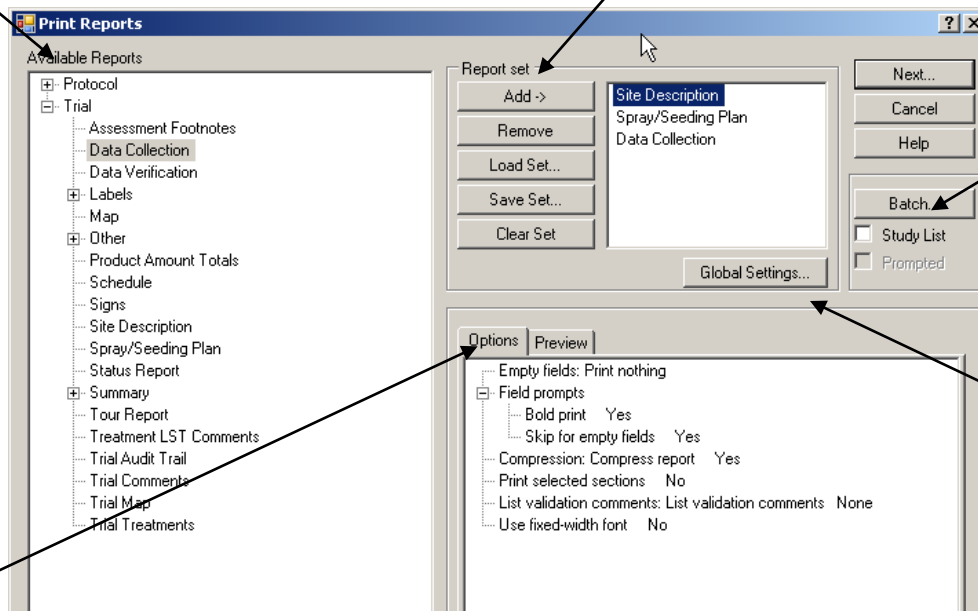 Print Reports
Available Reports
Protocol
Trial
Assessment Footnotes
Data Collection
Data Verification
Labels
Map
Other
Product Amount Totals
Schedule
Signs
Site Description
Spray/Seeding Plan
Status Report
Summary
Tour Report
Treatment LST Comments
Trial Audit Trail
Trial Comments
Trial Map
Trial Treatments
Report set
Add ->
Remove
Load Set...
Save Set...
Clear Set
Site Description
Spray/Seeding Plan
Data Collection
Global Settings...
Next...
Cancel
Help
Batch...
Study List
Prompted
Options Preview
Empty fields: Print nothing
Field prompts
Bold print Yes
Skip for empty fields Yes
Compression: Compress report Yes
Print selected sections No
List validation comments: List validation comments None
Use fixed-width font No